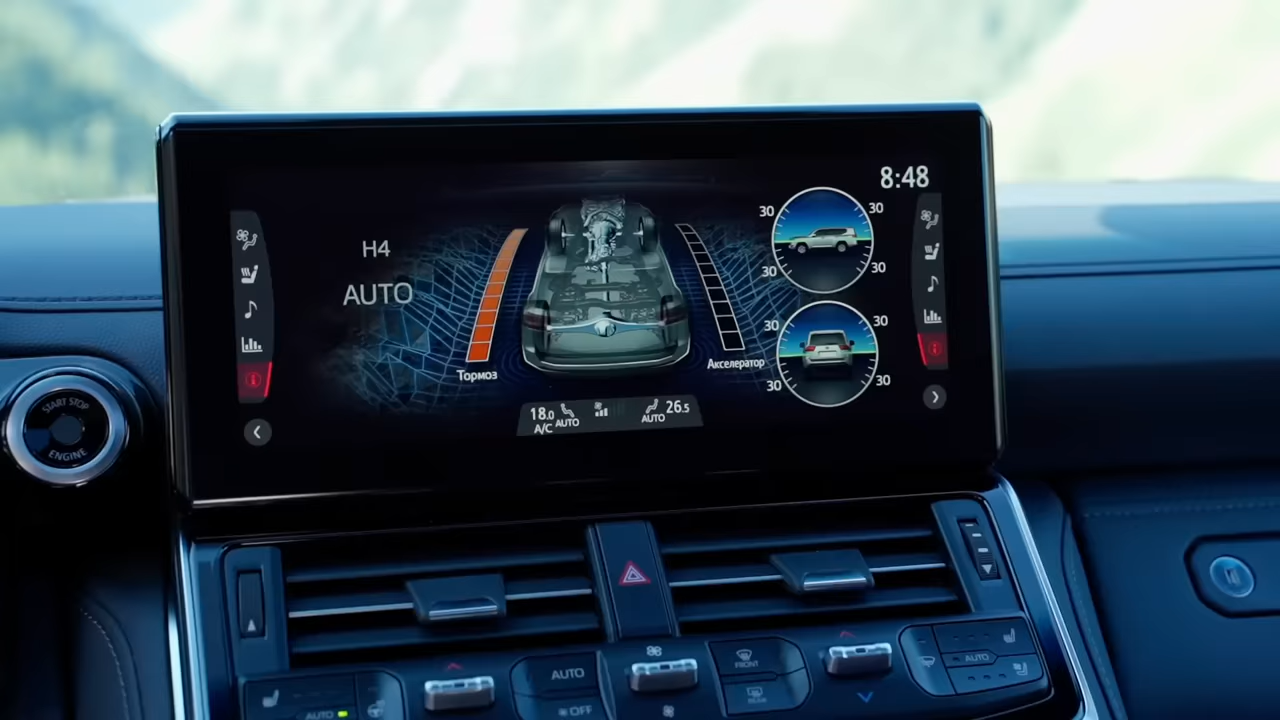 8:48
H4
AUTO
30
30
30
30
30
30
30
30
Тормоз
Акселератор
18.0
A/C
AUTO
AUTO
26.5
START STOP
ENGINE
AUTO
FRONT
REAR
OFF
AUTO
AUTO